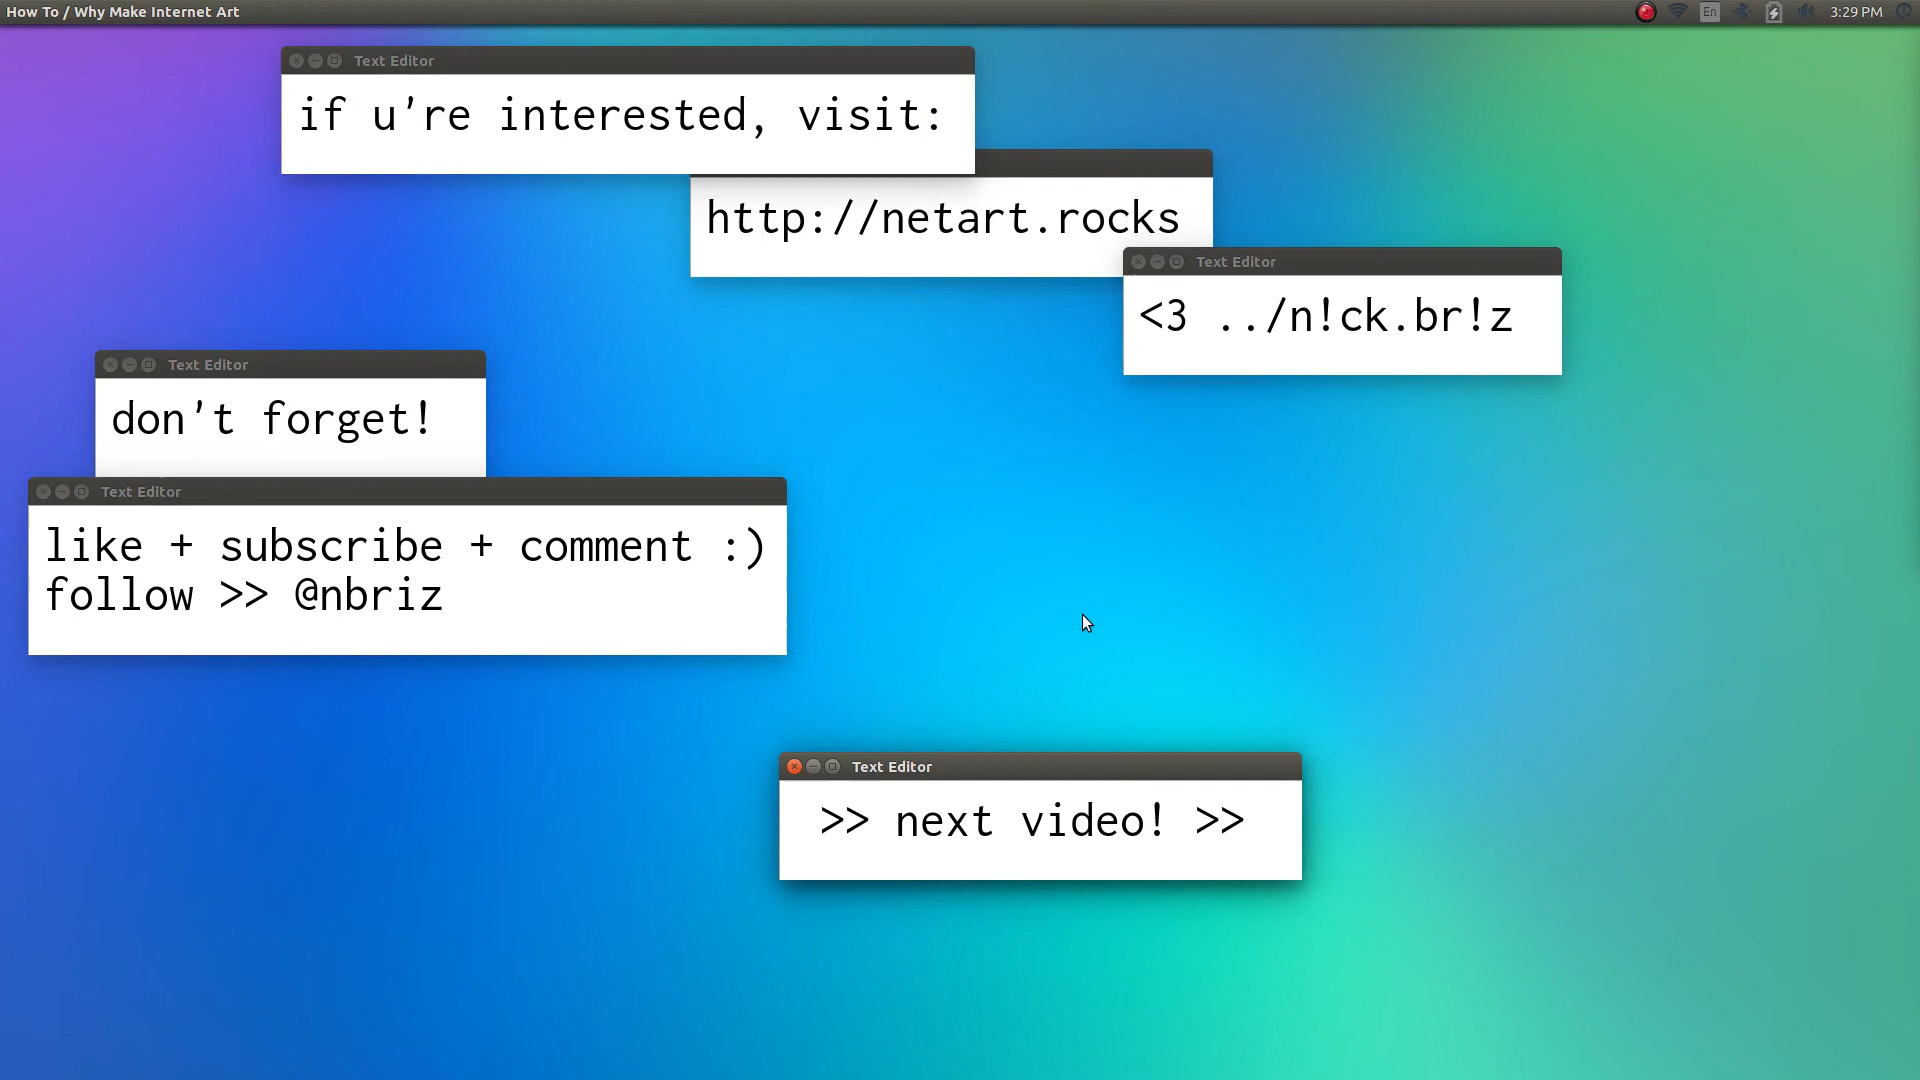 How To / Why Make Internet Art
En
3:29 PM
Text Editor
if u're interested, visit:
http://netart.rocks
Text Editor
<3 ../n!ck.br!z
Text Editor
don't forget!
Text Editor
like + subscribe + comment :)
follow >> @nbriz
Text Editor
>> next video! >>